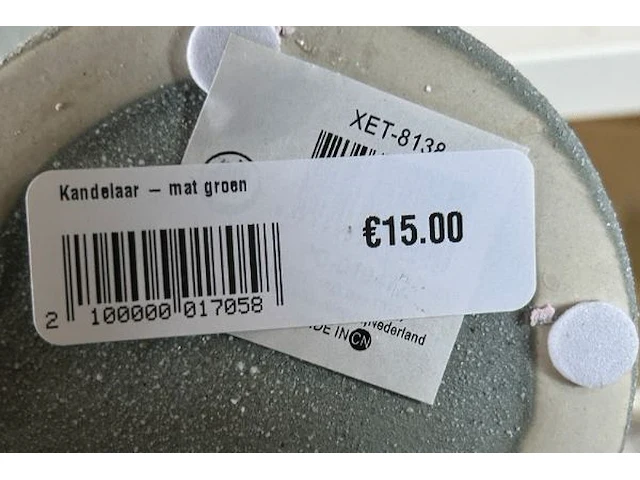 XET-8138
Kandelaar – mat groen
€15.00
2 100000 017058
Nederland
DE IN CN